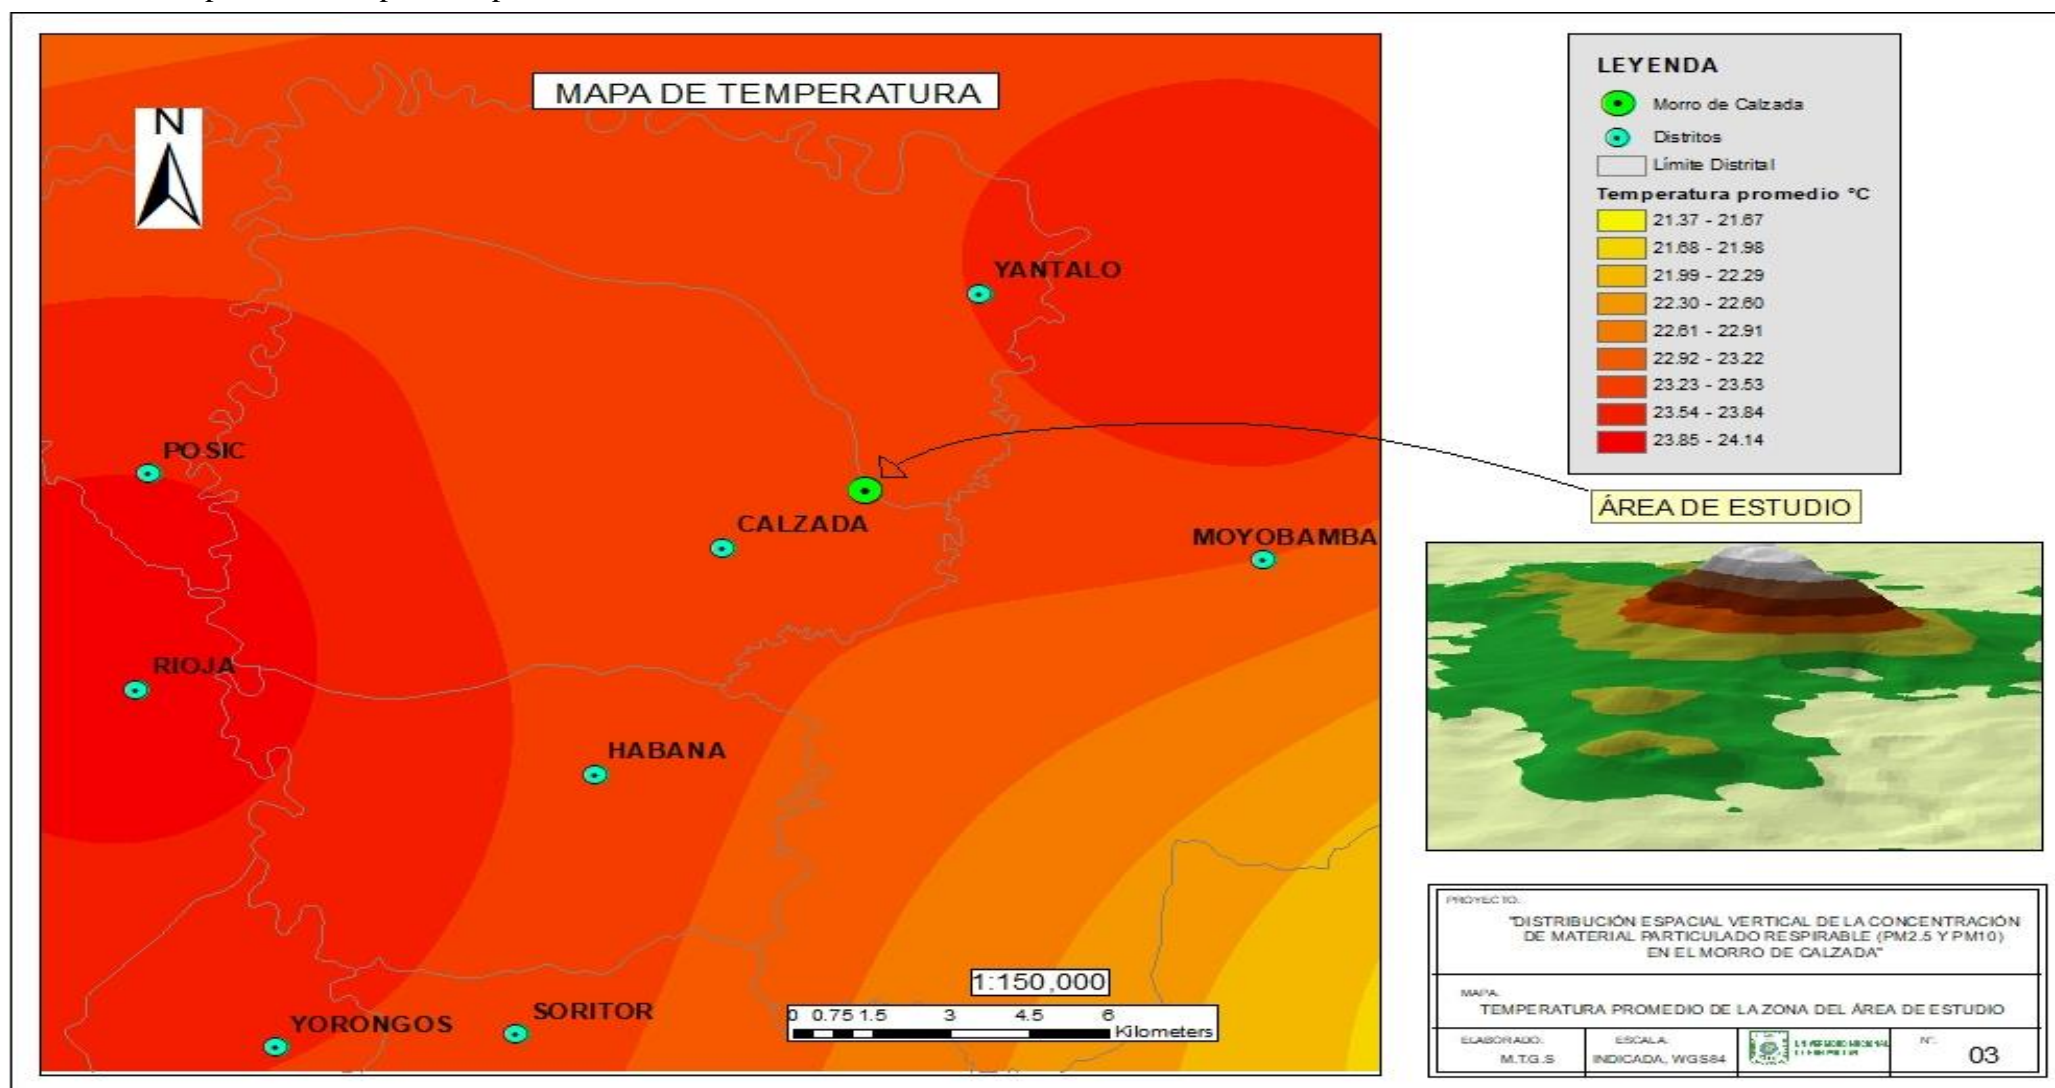 MAPA DE TEMPERATURA
N
YANTALO
POSIC
CALZADA
MOYOBAMBA
RIOJA
HABANA
YORONGOS
SORITOR
1:150,000
0 0.75 1.5 3 4.5 6
Kilometers
LEYENDA
Morro de Calzada
Distritos
Límite Distrital
Temperatura promedio °C
21.37 - 21.67
21.68 - 21.98
21.99 - 22.29
22.30 - 22.60
22.61 - 22.91
22.92 - 23.22
23.23 - 23.53
23.54 - 23.84
23.85 - 24.14
ÁREA DE ESTUDIO
PROYECTO:
"DISTRIBUCIÓN ESPACIAL VERTICAL DE LA CONCENTRACIÓN
DE MATERIAL PARTICULADO RESPIRABLE (PM2.5 Y PM10)
EN EL MORRO DE CALZADA"
MAPA:
TEMPERATURA PROMEDIO DE LA ZONA DEL ÁREA DE ESTUDIO
ELABORADO:
M.T.G.S
ESCALA:
INDICADA, WGS84
N°:
03